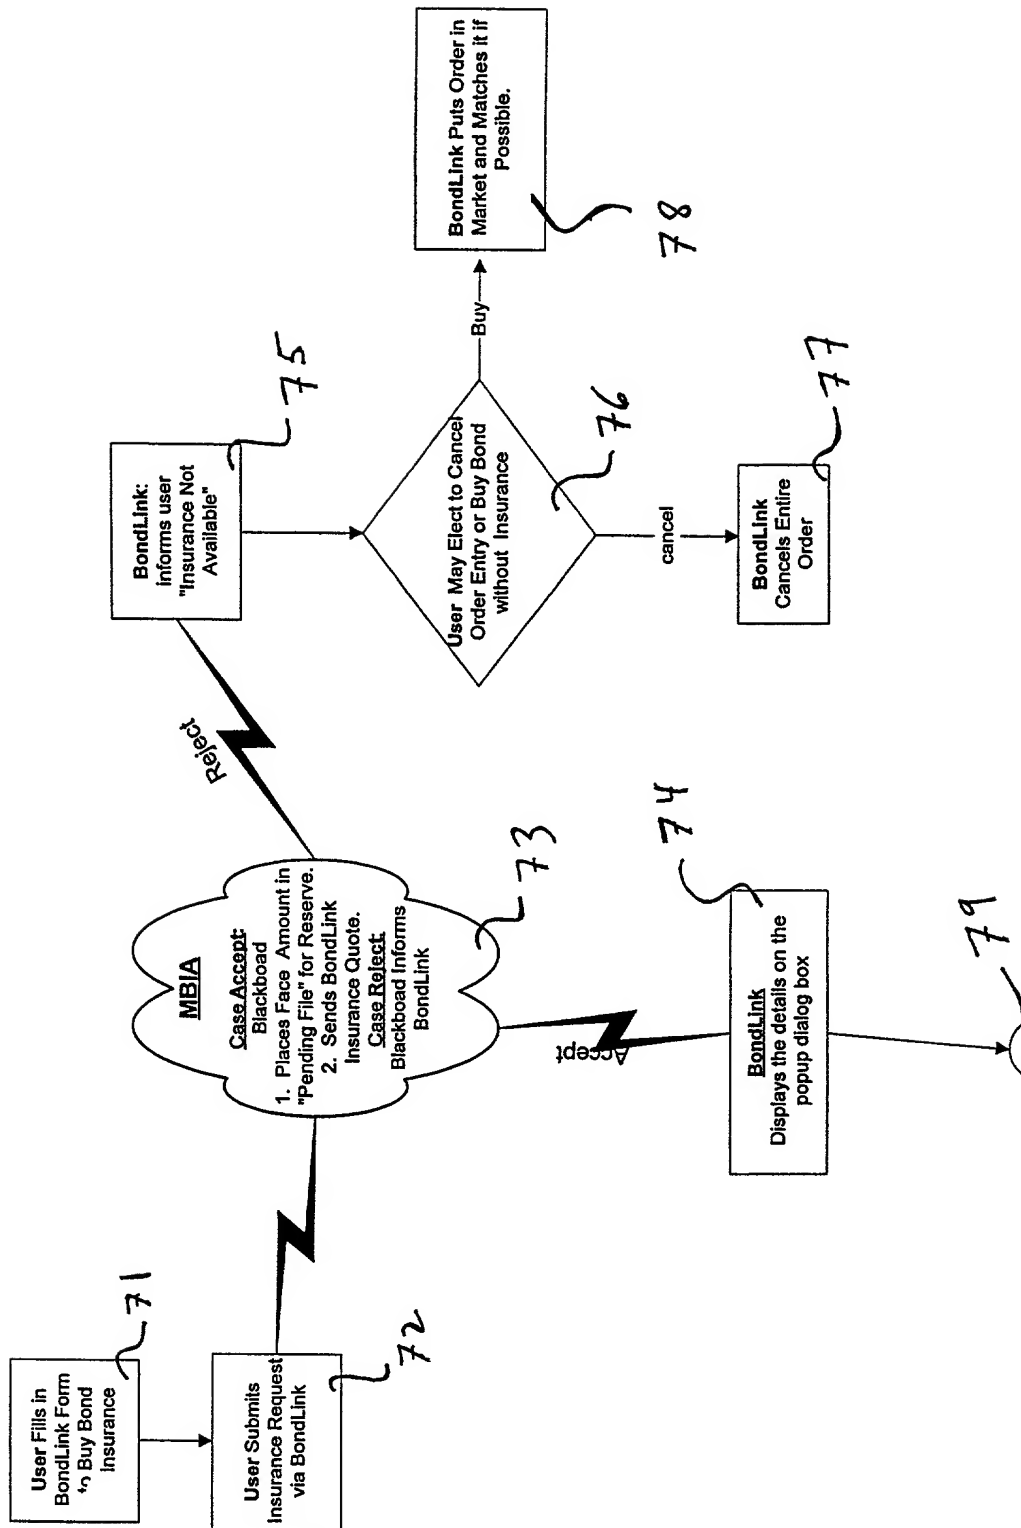 User Fills in
BondLink Form
to Buy Bond
Insurance
71
User Submits
Insurance Request
via BondLink
72
MBIA
Case Accept:
Blackboad
1. Places Face Amount in
"Pending File" for Reserve.
2. Sends BondLink
Insurance Quote.
Case Reject:
Blackboad Informs
BondLink
73
Accept
BondLink
Displays the details on the
popup dialog box
74
79
Reject
BondLink:
informs user
"Insurance Not
Available"
75
User May Elect to Cancel
Order Entry or Buy Bond
without Insurance
76
cancel
BondLink
Cancels Entire
Order
77
Buy
BondLink Puts Order in
Market and Matches it if
Possible.
78